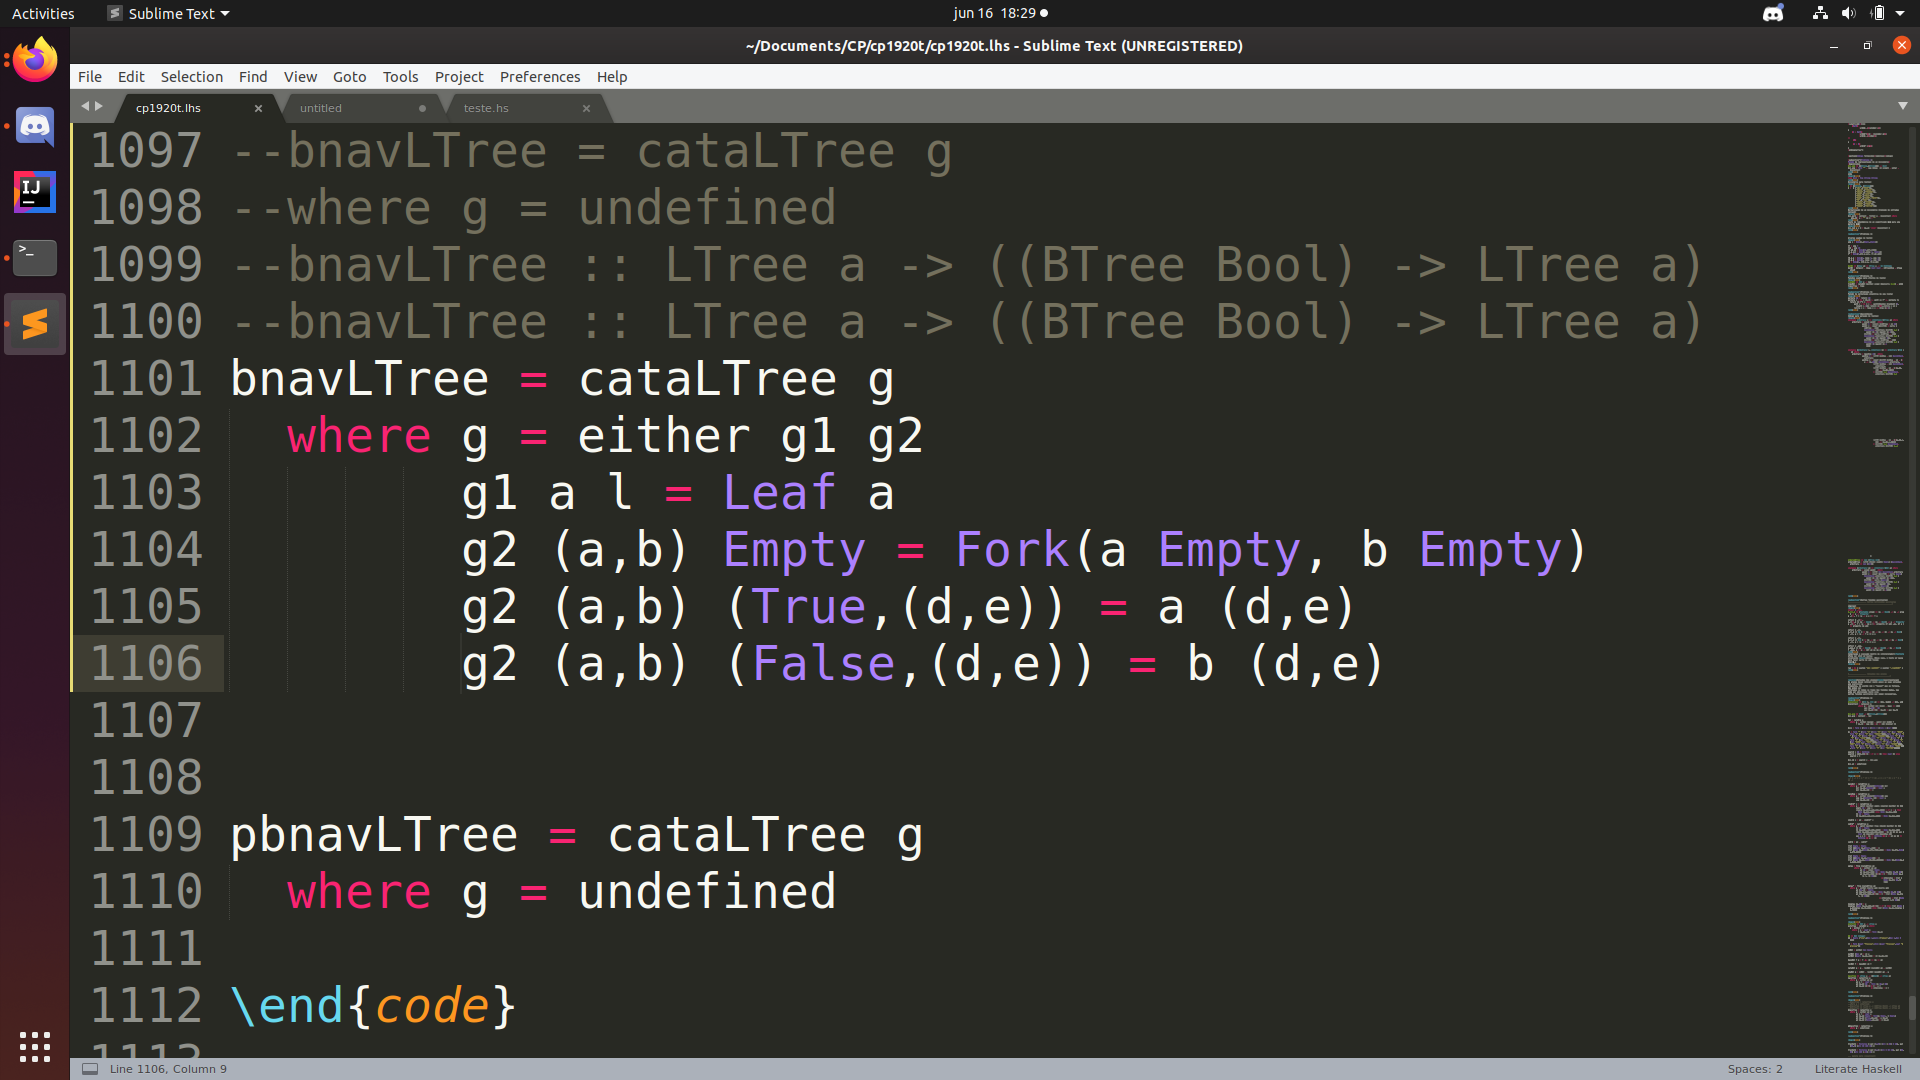 Activities
Sublime Text
jun 16 18:29
~/Documents/CP/cp1920t/cp1920t.lhs - Sublime Text (UNREGISTERED)
File Edit Selection Find View Goto Tools Project Preferences Help
cp1920t.lhs
untitled
teste.hs
1097 --bnavLTree = cataLTree g
1098 --where g = undefined
1099 --bnavLTree :: LTree a -> ((BTree Bool) -> LTree a)
1100 --bnavLTree :: LTree a -> ((BTree Bool) -> LTree a)
1101 bnavLTree = cataLTree g
1102   where g = either g1 g2
1103         g1 a l = Leaf a
1104         g2 (a,b) Empty = Fork(a Empty, b Empty)
1105         g2 (a,b) (True,(d,e)) = a (d,e)
1106         g2 (a,b) (False,(d,e)) = b (d,e)
1107
1108
1109 pbnavLTree = cataLTree g
1110   where g = undefined
1111
1112 \end{code}
1113
IJ
>_
Line 1106, Column 9
Spaces: 2
Literate Haskell